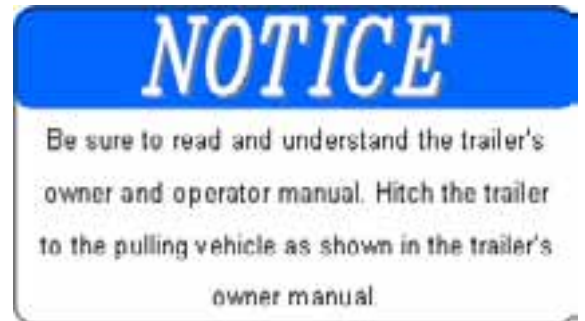 NOTICE
Be sure to read and understand the trailer's
owner and operator manual. Hitch the trailer
to the pulling vehicle as shown in the trailer's
owner manual